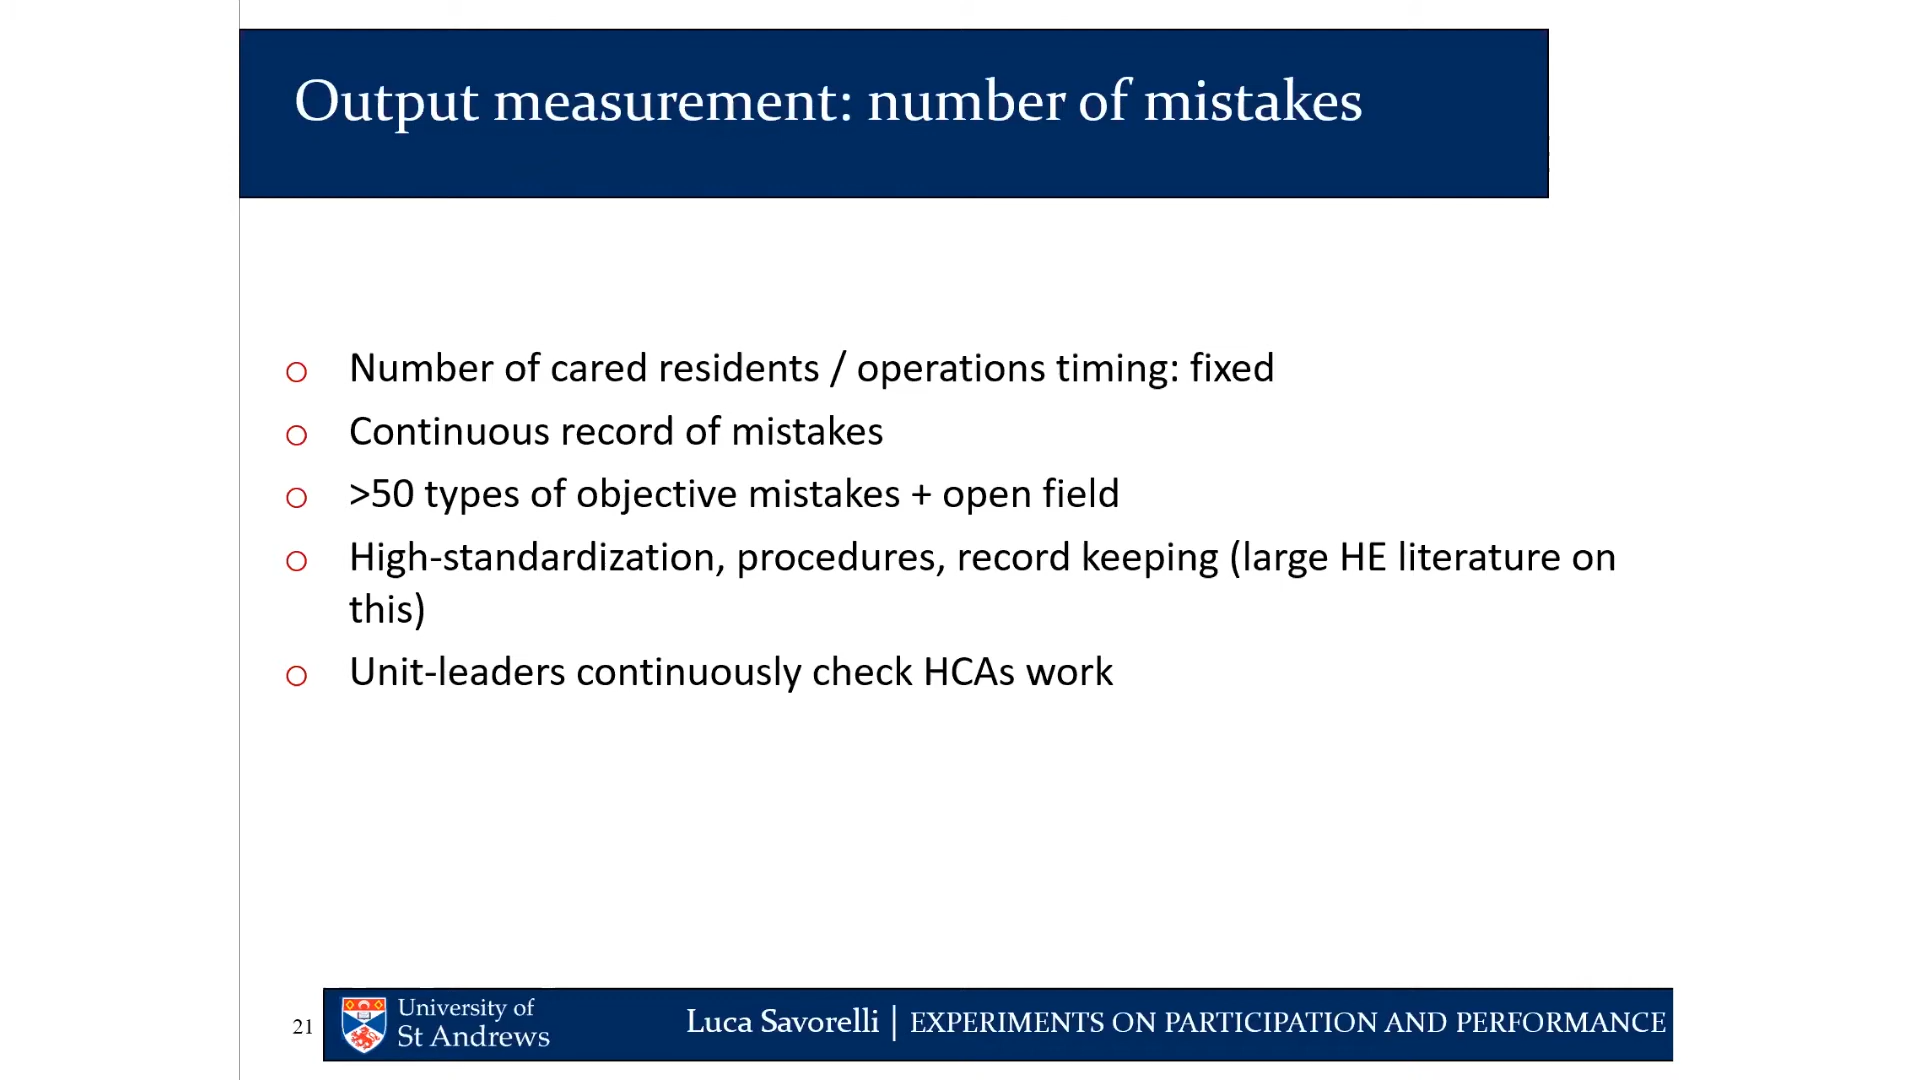 Output measurement: number of mistakes
o Number of cared residents / operations timing: fixed
o Continuous record of mistakes
o >50 types of objective mistakes + open field
o High-standardization, procedures, record keeping (large HE literature on
this)
o Unit-leaders continuously check HCAs work
21
University of
St Andrews
Luca Savorelli | EXPERIMENTS ON PARTICIPATION AND PERFORMANCE